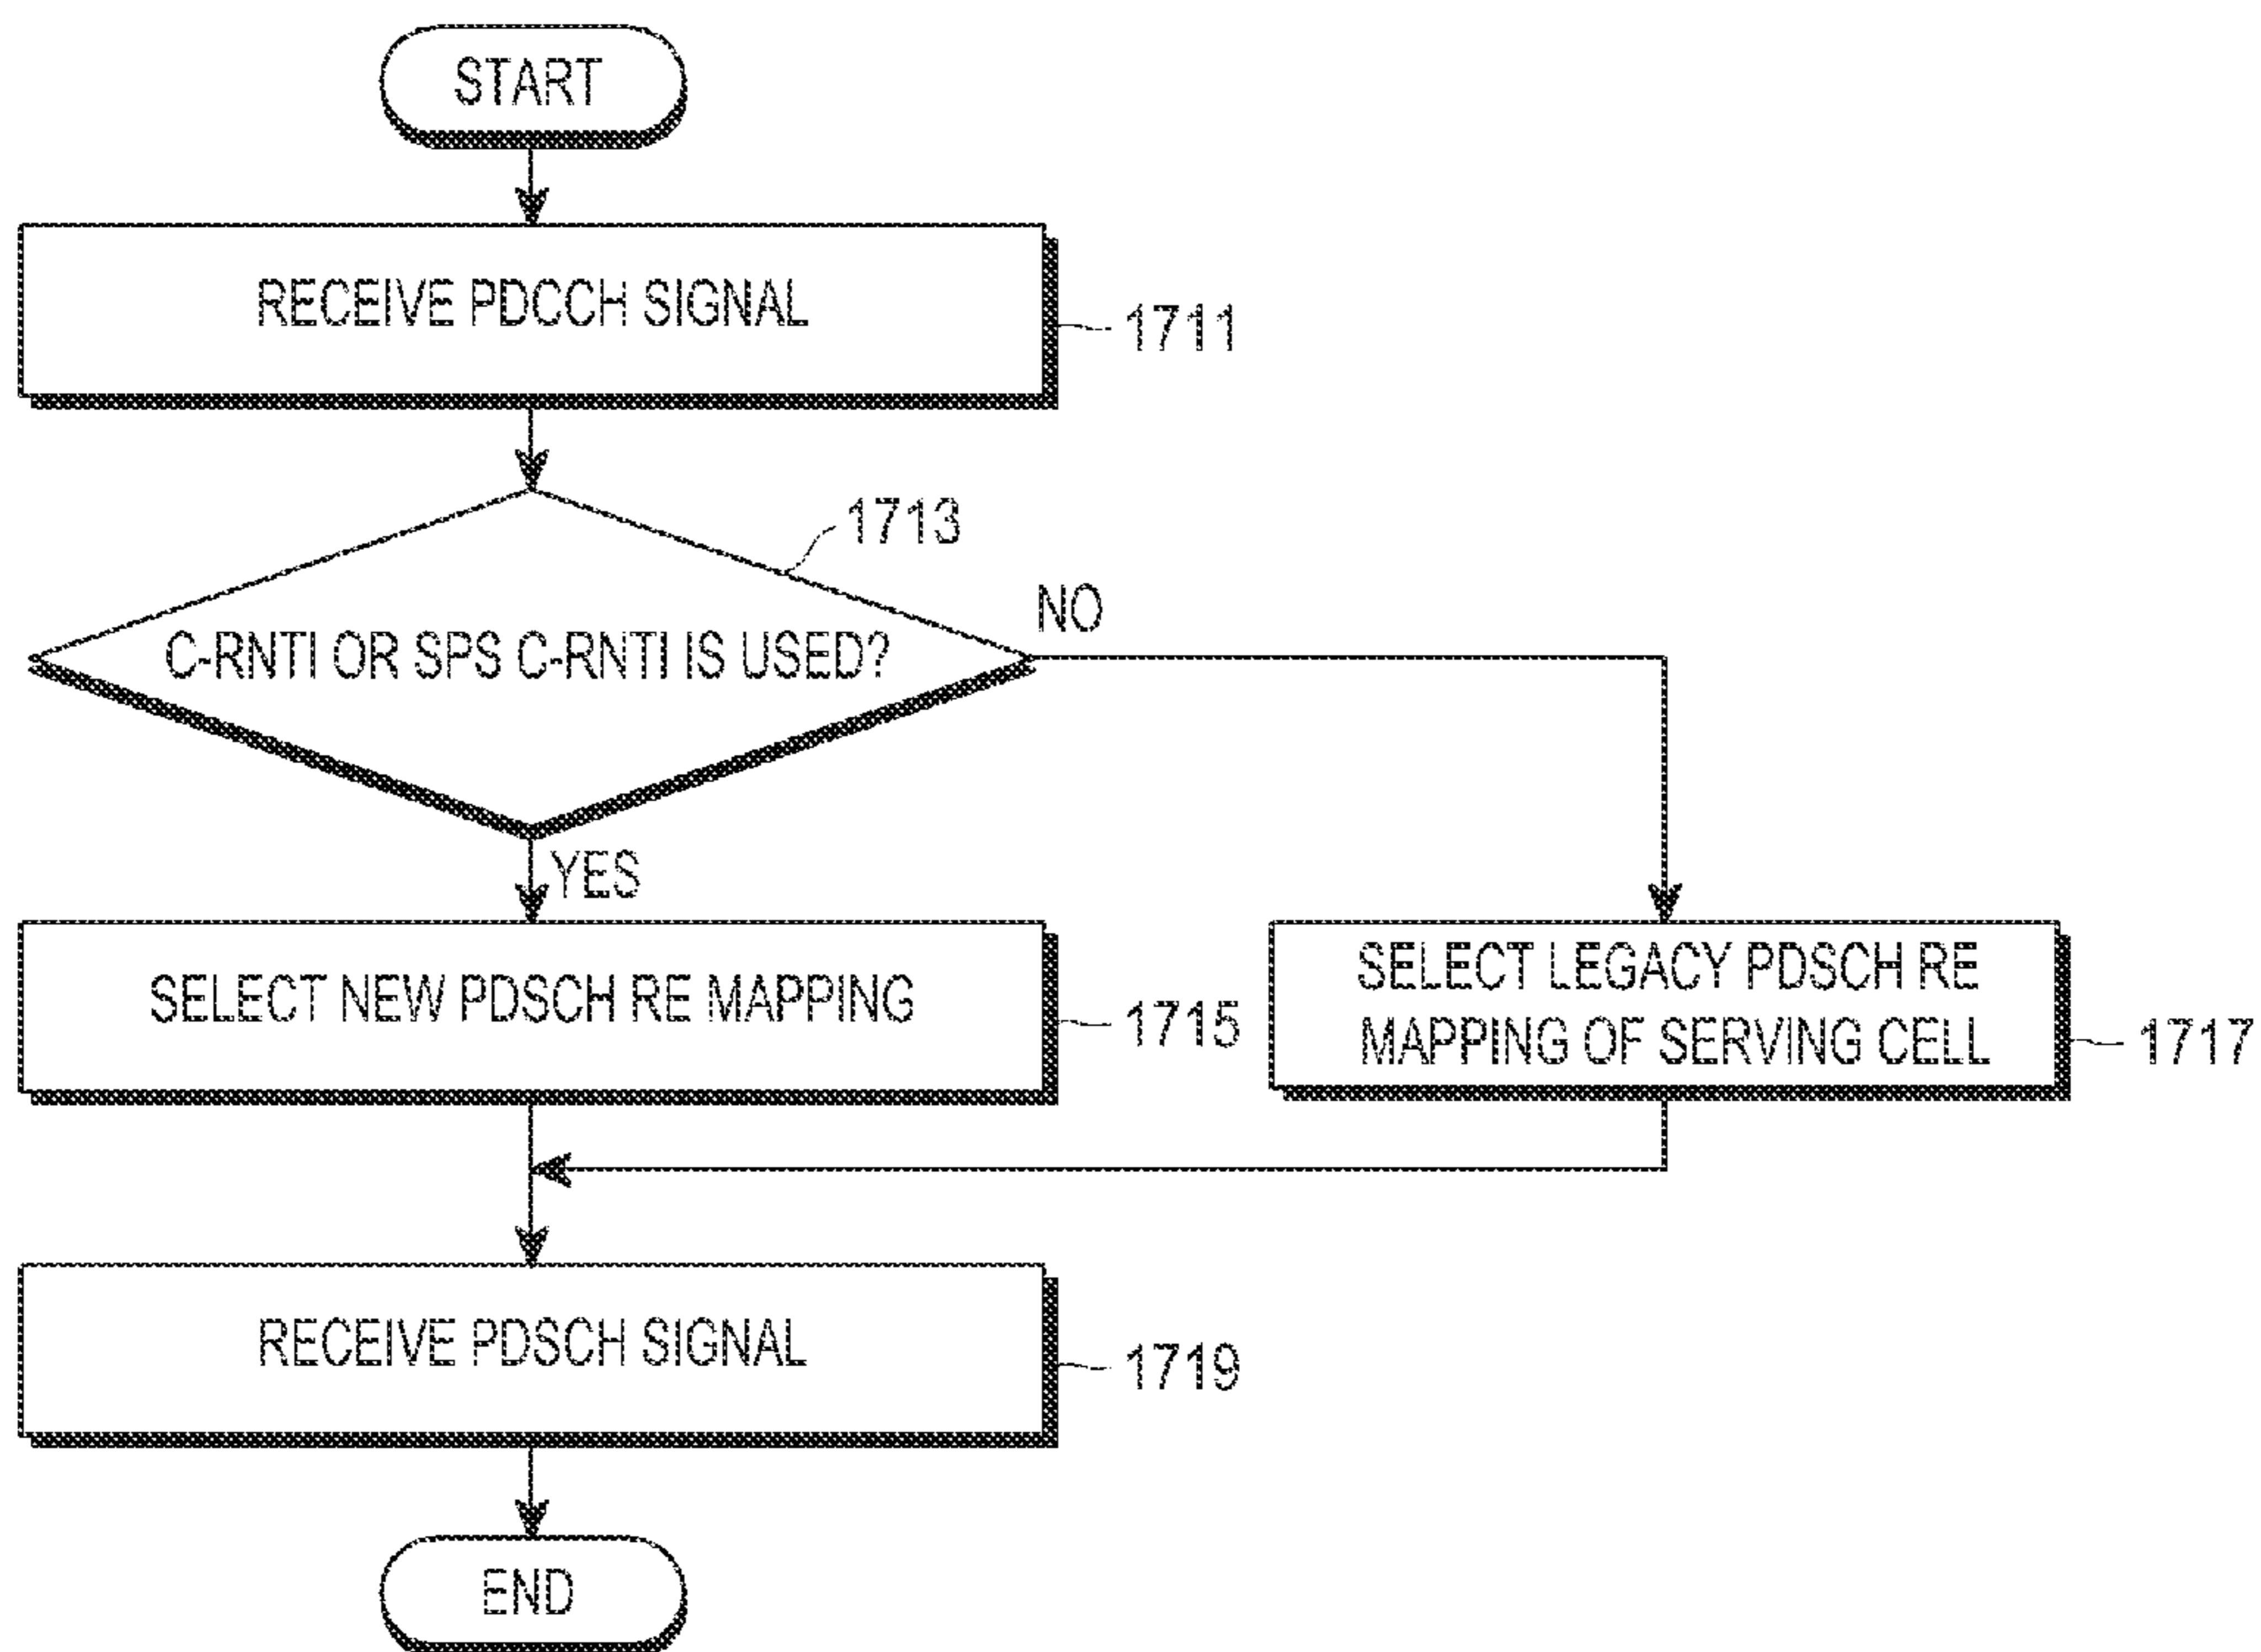 START
RECEIVE PDCCH SIGNAL
1711
1713
C-RNTI OR SPS C-RNTI IS USED?
NO
YES
SELECT NEW PDSCH RE MAPPING
1715
SELECT LEGACY PDSCH RE
MAPPING OF SERVING CELL
1717
RECEIVE PDSCH SIGNAL
1719
END